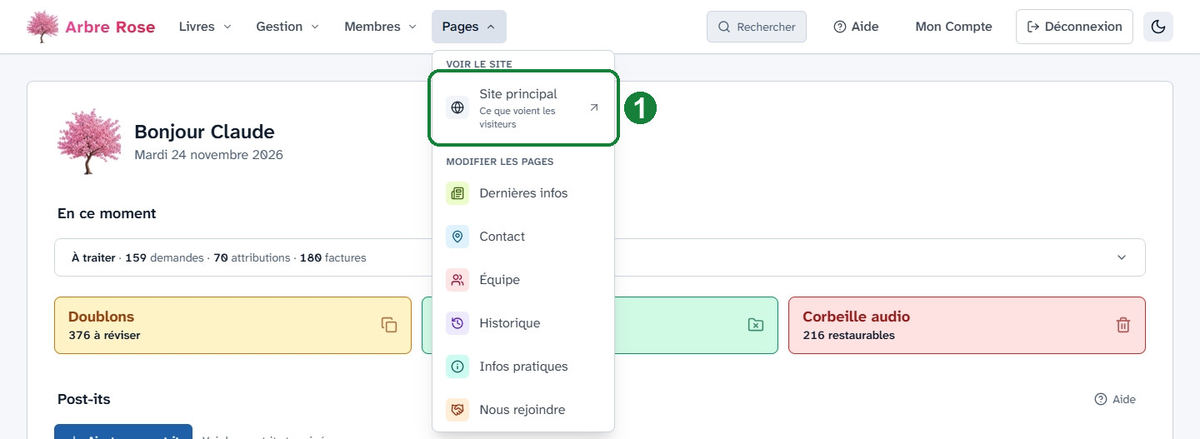 Arbre Rose
Livres
Gestion
Membres
Pages
Rechercher
Aide
Mon Compte
Déconnexion
VOIR LE SITE
Site principal
Ce que voient les
visiteurs
1
MODIFIER LES PAGES
Dernières infos
Contact
Équipe
Historique
Infos pratiques
Nous rejoindre
Bonjour Claude
Mardi 24 novembre 2026
En ce moment
À traiter · 159 demandes · 70 attributions · 180 factures
Doublons
376 à réviser
Corbeille audio
216 restaurables
Post-its
Aide